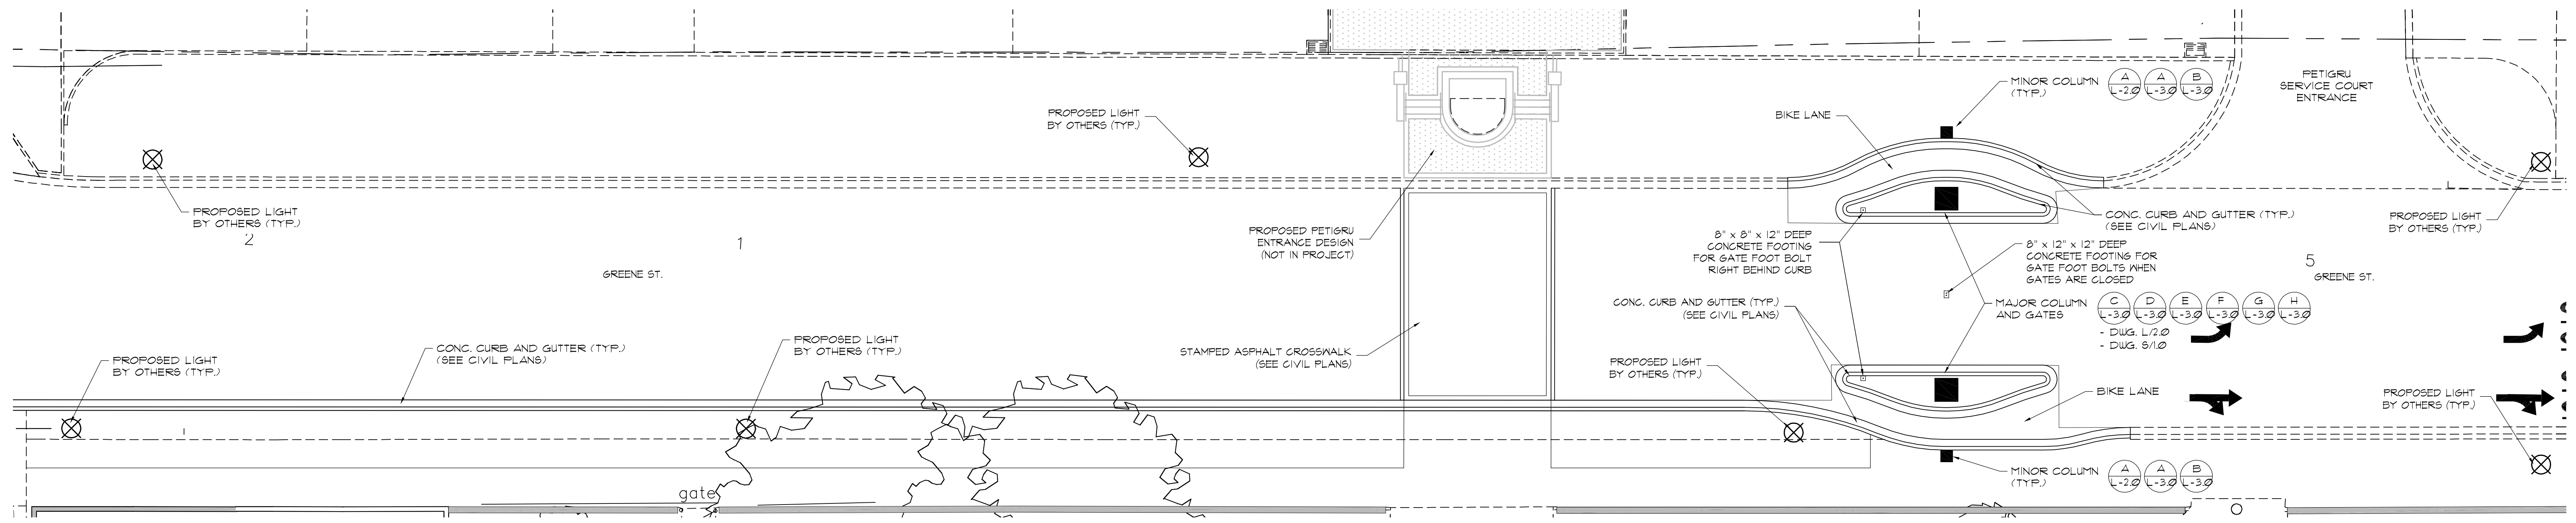 PETIGRU
SERVICE COURT
ENTRANCE
MINOR COLUMN
(TYP.)
A
L-2.0
A
L-3.0
B
L-3.0
PROPOSED LIGHT
BY OTHERS (TYP.)
BIKE LANE
PROPOSED LIGHT
BY OTHERS (TYP.)
2
1
GREENE ST.
PROPOSED PETIGRU
ENTRANCE DESIGN
(NOT IN PROJECT)
8" x 8" x 12" DEEP
CONCRETE FOOTING
FOR GATE FOOT BOLT
RIGHT BEHIND CURB
CONC. CURB AND GUTTER (TYP.)
(SEE CIVIL PLANS)
PROPOSED LIGHT
BY OTHERS (TYP.)
8" x 12" x 12" DEEP
CONCRETE FOOTING FOR
GATE FOOT BOLTS WHEN
GATES ARE CLOSED
5
GREENE ST.
CONC. CURB AND GUTTER (TYP.)
(SEE CIVIL PLANS)
MAJOR COLUMN
AND GATES
C
L-3.0
D
L-3.0
E
L-3.0
F
L-3.0
G
L-3.0
H
L-3.0
- DWG. L/2.0
- DWG. S/1.0
PROPOSED LIGHT
BY OTHERS (TYP.)
CONC. CURB AND GUTTER (TYP.)
(SEE CIVIL PLANS)
PROPOSED LIGHT
BY OTHERS (TYP.)
STAMPED ASPHALT CROSSWALK
(SEE CIVIL PLANS)
PROPOSED LIGHT
BY OTHERS (TYP.)
BIKE LANE
PROPOSED LIGHT
BY OTHERS (TYP.)
MINOR COLUMN
(TYP.)
A
L-2.0
A
L-3.0
B
L-3.0
gate